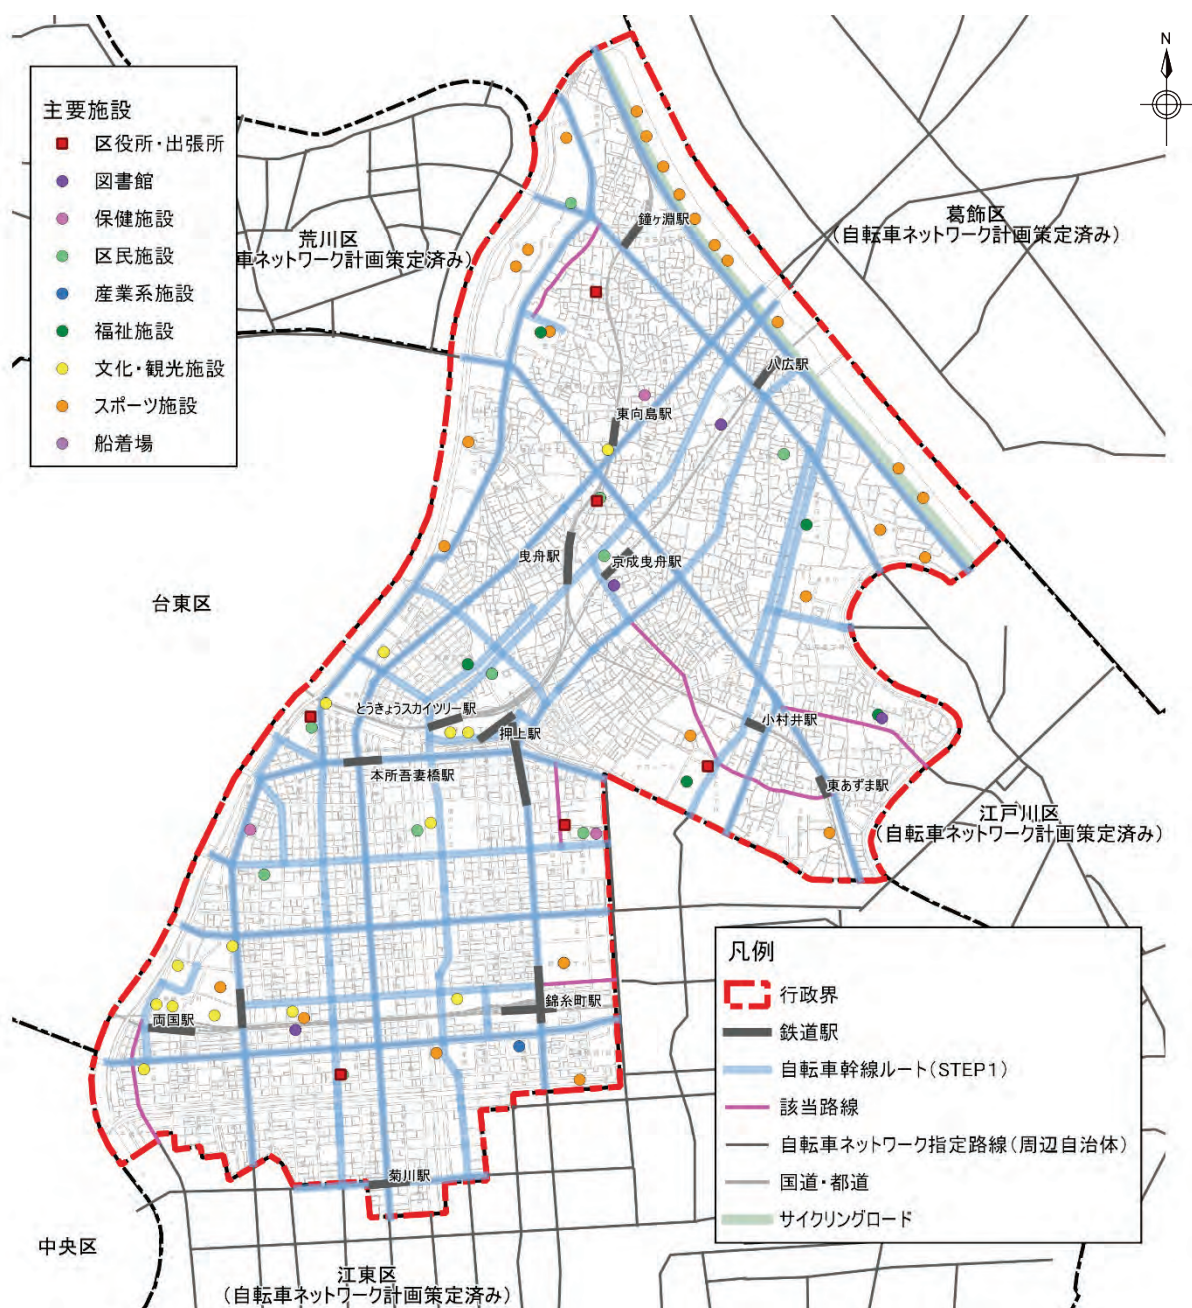 N
主要施設
区役所・出張所
図書館
保健施設
区民施設
産業系施設
福祉施設
文化・観光施設
スポーツ施設
船着場
荒川区
車ネットワーク計画策定済み）
葛飾区
（自転車ネットワーク計画策定済み）
鐘ヶ淵駅
八広駅
東向島駅
曳舟駅
京成曳舟駅
台東区
とうきょうスカイツリー駅
押上駅
小村井駅
本所吾妻橋駅
東あずま駅
江戸川区
（自転車ネットワーク計画策定済み）
両国駅
錦糸町駅
菊川駅
中央区
江東区
（自転車ネットワーク計画策定済み）
凡例
行政界
鉄道駅
自転車幹線ルート（STEP1）
該当路線
自転車ネットワーク指定路線（周辺自治体）
国道・都道
サイクリングロード